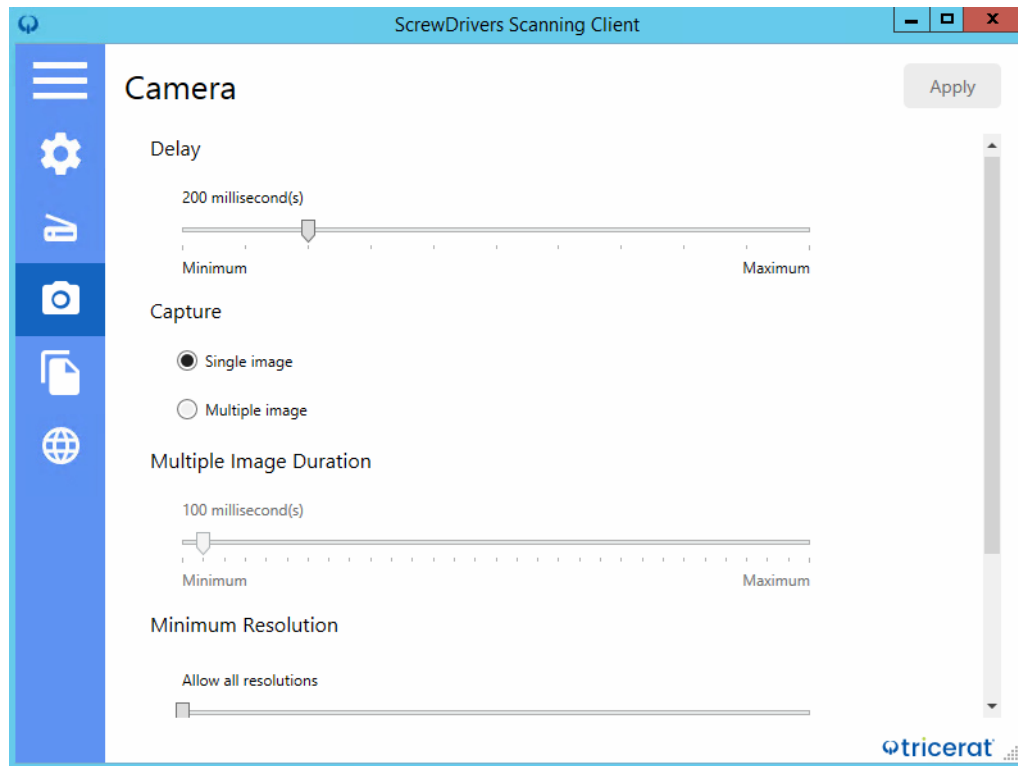 ScrewDrivers Scanning Client
Camera
Apply
Delay
200 millisecond(s)
Minimum Maximum
Capture
Single image
Multiple image
Multiple Image Duration
100 millisecond(s)
Minimum Maximum
Minimum Resolution
Allow all resolutions
tricerat